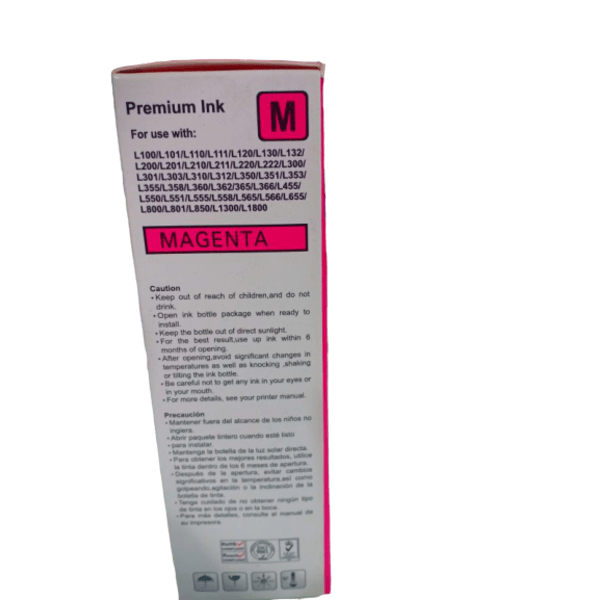 Premium Ink
M
For use with:
L100/L101/L110/L111/L120/L130/L132/
L200/L201/L210/L211/L220/L222/L300/
L301/L303/L310/L312/L350/L351/L353/
L355/L358/L360/L362/365/L366/L455/
L550/L551/L555/L558/L565/L566/L655/
L800/L801/L850/L1300/L1800
MAGENTA
Caution
• Keep out of reach of children,and do not
drink.
• Open ink bottle package when ready to
install.
• Keep the bottle out of direct sunlight.
• For the best result,use up ink within 6
months of opening.
• After opening,avoid significant changes in
temperatures as well as knocking ,shaking
or tilting the ink bottle.
• Be careful not to get any ink in your eyes or
in your mouth.
• For more details, see your printer manual.
Precaución
• Mantener fuera del alcance de los niños no
ingiera.
• Abrir paquete tintero cuando esté listo
• para instalar.
• Mantenga la botella de la luz solar directa.
• Para obtener los mejores resultados, utilice
la tinta dentro de los 6 meses de apertura.
• Después de la apertura, evitar cambios
significativos en la temperatura,así como
golpeando,agitación o la inclinación de la
botella de tinta.
• Tenga cuidado de no obtener ningún tipo
de tinta en los ojos o en la boca.
• Para más detalles, consulte el manual de
su impresora.
RoHS